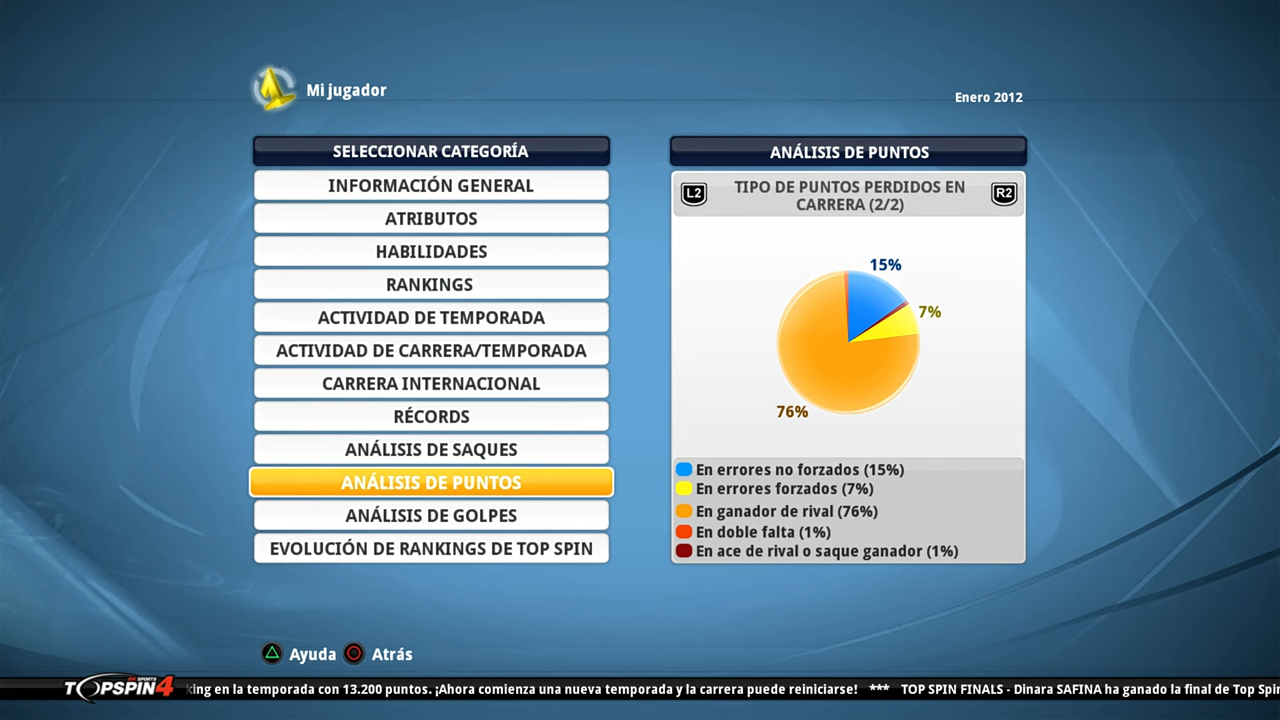 Mi jugador
Enero 2012
SELECCIONAR CATEGORÍA
INFORMACIÓN GENERAL
ATRIBUTOS
HABILIDADES
RANKINGS
ACTIVIDAD DE TEMPORADA
ACTIVIDAD DE CARRERA/TEMPORADA
CARRERA INTERNACIONAL
RÉCORDS
ANÁLISIS DE SAQUES
ANÁLISIS DE PUNTOS
ANÁLISIS DE GOLPES
EVOLUCIÓN DE RANKINGS DE TOP SPIN
ANÁLISIS DE PUNTOS
L2
TIPO DE PUNTOS PERDIDOS EN
CARRERA (2/2)
R2
15%
7%
76%
En errores no forzados (15%)
En errores forzados (7%)
En ganador de rival (76%)
En doble falta (1%)
En ace de rival o saque ganador (1%)
Ayuda
Atrás
TOPSPIN 4
king en la temporada con 13.200 puntos. ¡Ahora comienza una nueva temporada y la carrera puede reiniciarse! *** TOP SPIN FINALS - Dinara SAFINA ha ganado la final de Top Spin